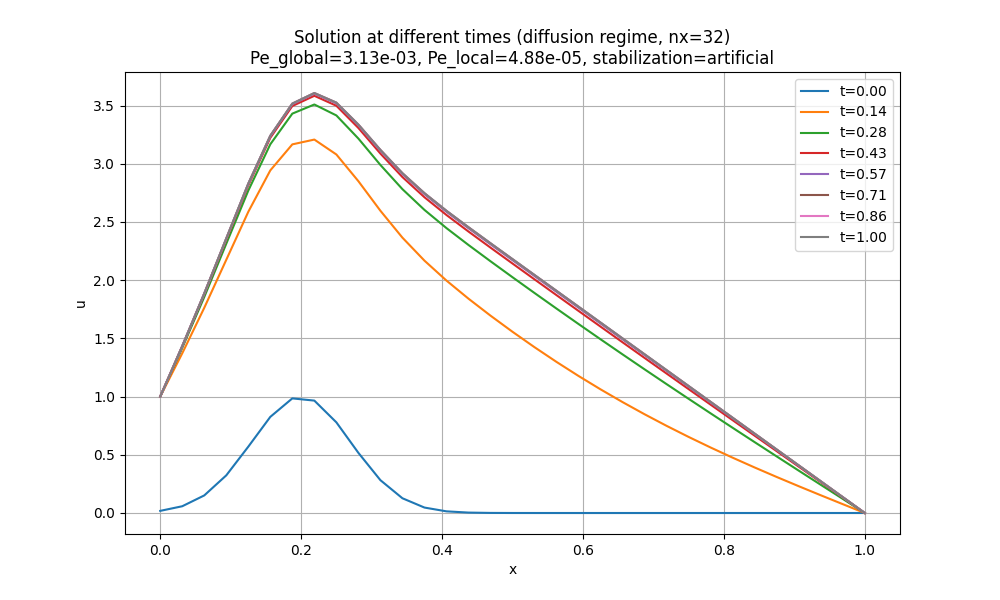 Solution at different times (diffusion regime, nx=32)
Pe_global=3.13e-03, Pe_local=4.88e-05, stabilization=artificial
t=0.00
t=0.14
t=0.28
t=0.43
t=0.57
t=0.71
t=0.86
t=1.00
3.5
3.0
2.5
2.0
1.5
1.0
0.5
0.0
u
0.0 0.2 0.4 0.6 0.8 1.0
x